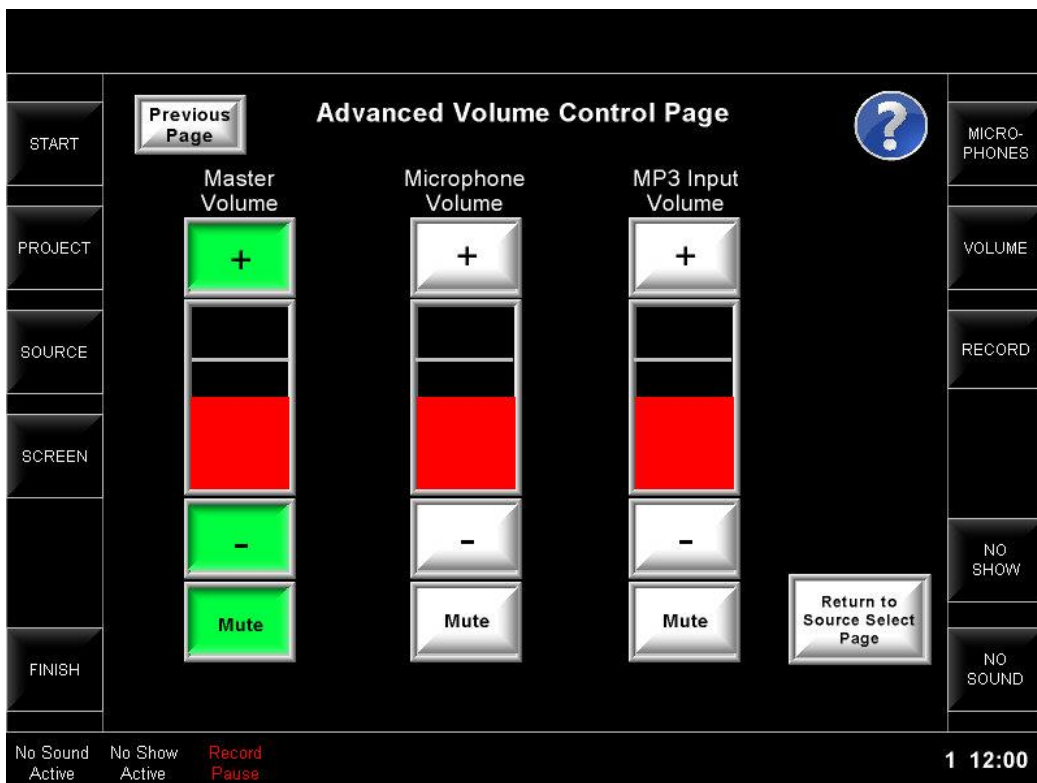 Previous
Page
Advanced Volume Control Page
?
START
PROJECT
SOURCE
SCREEN
FINISH
Master
Volume
+
-
Mute
Microphone
Volume
+
-
Mute
MP3 Input
Volume
+
-
Mute
Return to
Source Select
Page
MICRO-
PHONES
VOLUME
RECORD
NO
SHOW
NO
SOUND
No Sound
Active
No Show
Active
Record
Pause
1 12:00